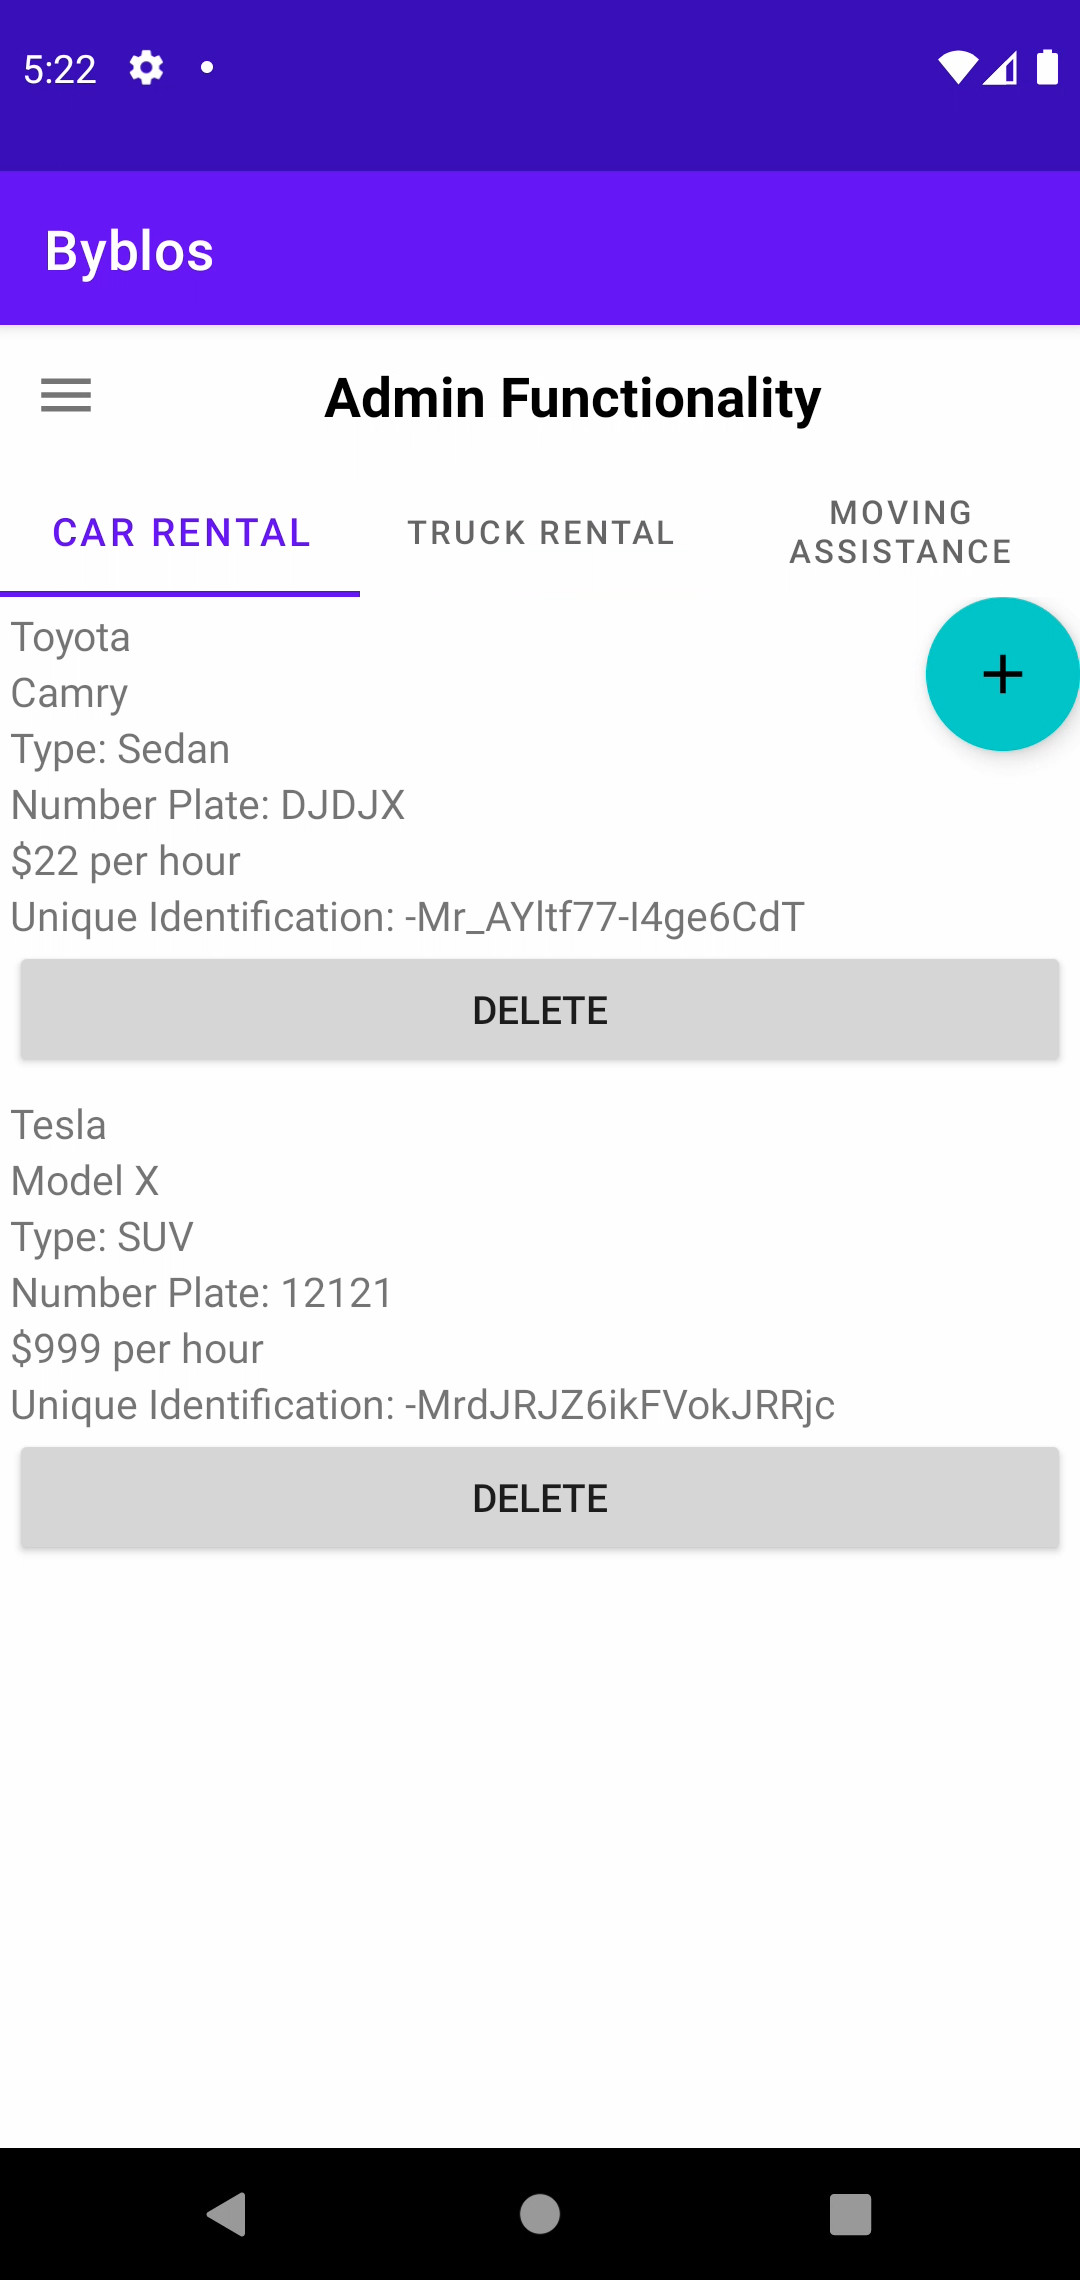 5:22
Byblos
Admin Functionality
CAR RENTAL
TRUCK RENTAL
MOVING
ASSISTANCE
Toyota
Camry
Type: Sedan
Number Plate: DJDJX
$22 per hour
Unique Identification: -Mr_AYltf77-I4ge6CdT
DELETE
Tesla
Model X
Type: SUV
Number Plate: 12121
$999 per hour
Unique Identification: -MrdJRJZ6ikFVokJRRjc
DELETE